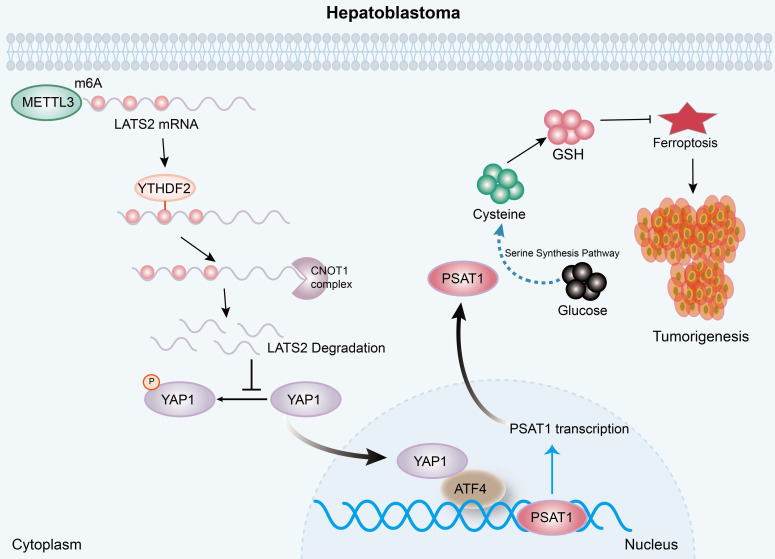 Hepatoblastoma
m6A
METTL3
LATS2 mRNA
YTHDF2
CNOT1
complex
LATS2 Degradation
P
YAP1
YAP1
YAP1
ATF4
PSAT1
PSAT1 transcription
PSAT1
Glucose
Serine Synthesis Pathway
Cysteine
GSH
Ferroptosis
Tumorigenesis
Cytoplasm
Nucleus